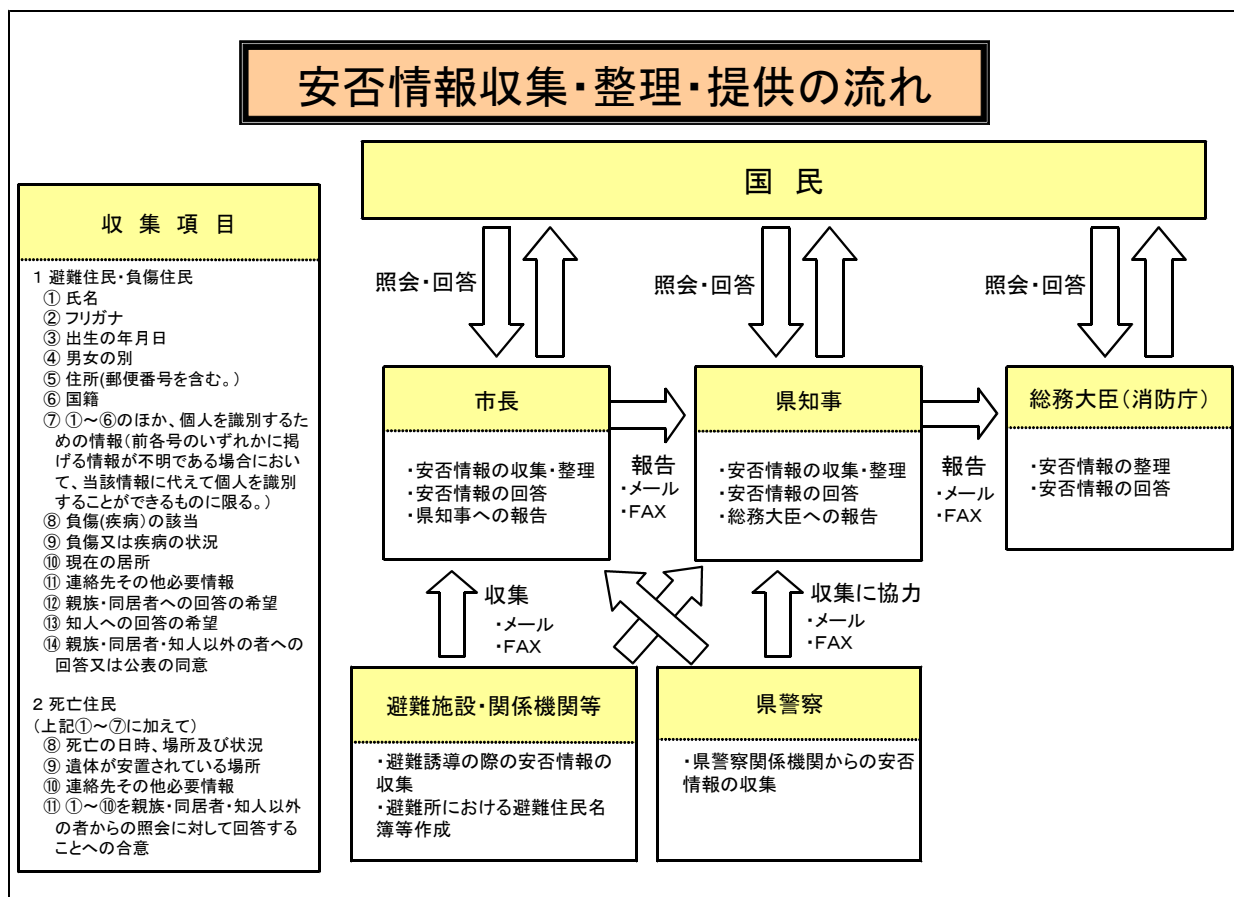 安否情報収集・整理・提供の流れ
国 民
収 集 項 目
1 避難住民・負傷住民
① 氏名
② フリガナ
③ 出生の年月日
④ 男女の別
⑤ 住所(郵便番号を含む。)
⑥ 国籍
⑦ ①～⑥のほか、個人を識別するた
めの情報(前各号のいずれかに掲
げる情報が不明である場合におい
て、当該情報に代えて個人を識別
することができるものに限る。)
⑧ 負傷(疾病)の該当
⑨ 負傷又は疾病の状況
⑩ 現在の居所
⑪ 連絡先その他必要情報
⑫ 親族・同居者への回答の希望
⑬ 知人への回答の希望
⑭ 親族・同居者・知人以外の者への
回答又は公表の同意
2 死亡住民
(上記①～⑦に加えて)
⑧ 死亡の日時、場所及び状況
⑨ 遺体が安置されている場所
⑩ 連絡先その他必要情報
⑪ ①～⑩を親族・同居者・知人以外
の者からの照会に対して回答する
ことへの合意
照会・回答
照会・回答
照会・回答
市長
・安否情報の収集・整理
・安否情報の回答
・県知事への報告
報告
・メール
・FAX
県知事
・安否情報の収集・整理
・安否情報の回答
・総務大臣への報告
報告
・メール
・FAX
総務大臣(消防庁)
・安否情報の整理
・安否情報の回答
収集
・メール
・FAX
収集に協力
・メール
・FAX
避難施設・関係機関等
・避難誘導の際の安否情報の
収集
・避難所における避難住民名
簿等作成
県警察
・県警察関係機関からの安否
情報の収集